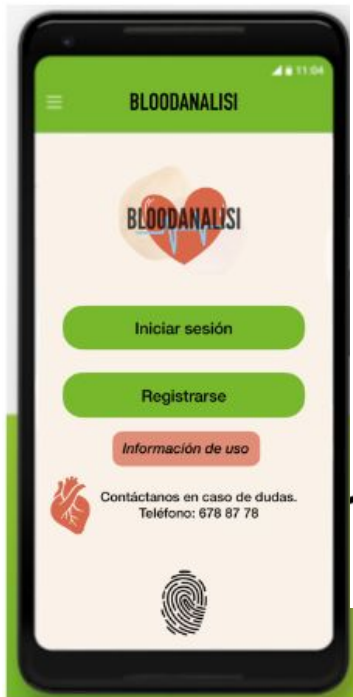 11:04
BLOODANALISI
BLOODANALISI
Iniciar sesión
Registrarse
Información de uso
Contáctanos en caso de dudas.
Teléfono: 678 87 78